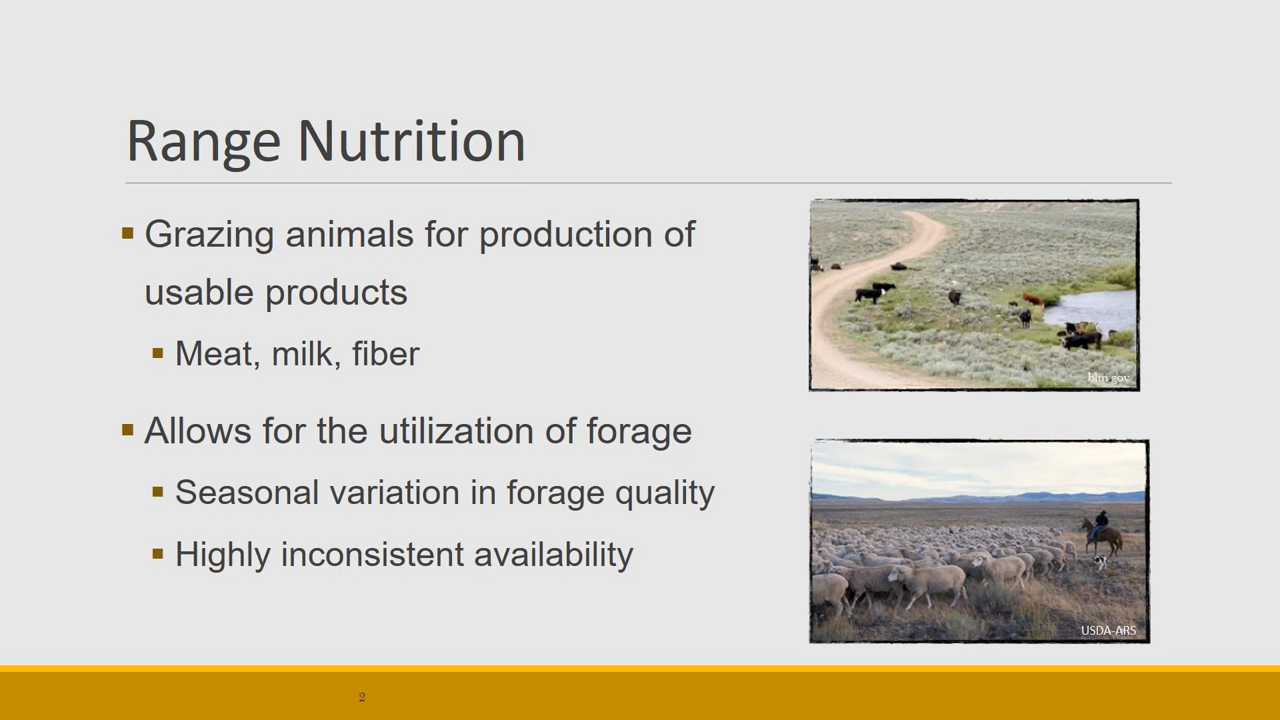 Range Nutrition
Grazing animals for production of
usable products
Meat, milk, fiber
Allows for the utilization of forage
Seasonal variation in forage quality
Highly inconsistent availability
blm.gov
USDA-ARS
2